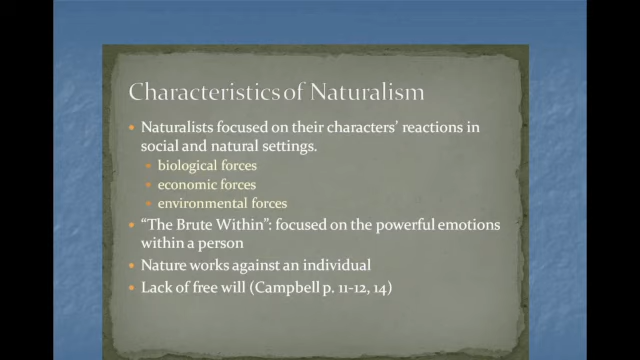 Characteristics of Naturalism
• Naturalists focused on their characters' reactions in
social and natural settings.
• biological forces
• economic forces
• environmental forces
• "The Brute Within": focused on the powerful emotions
within a person
• Nature works against an individual
• Lack of free will (Campbell p. 11-12, 14)